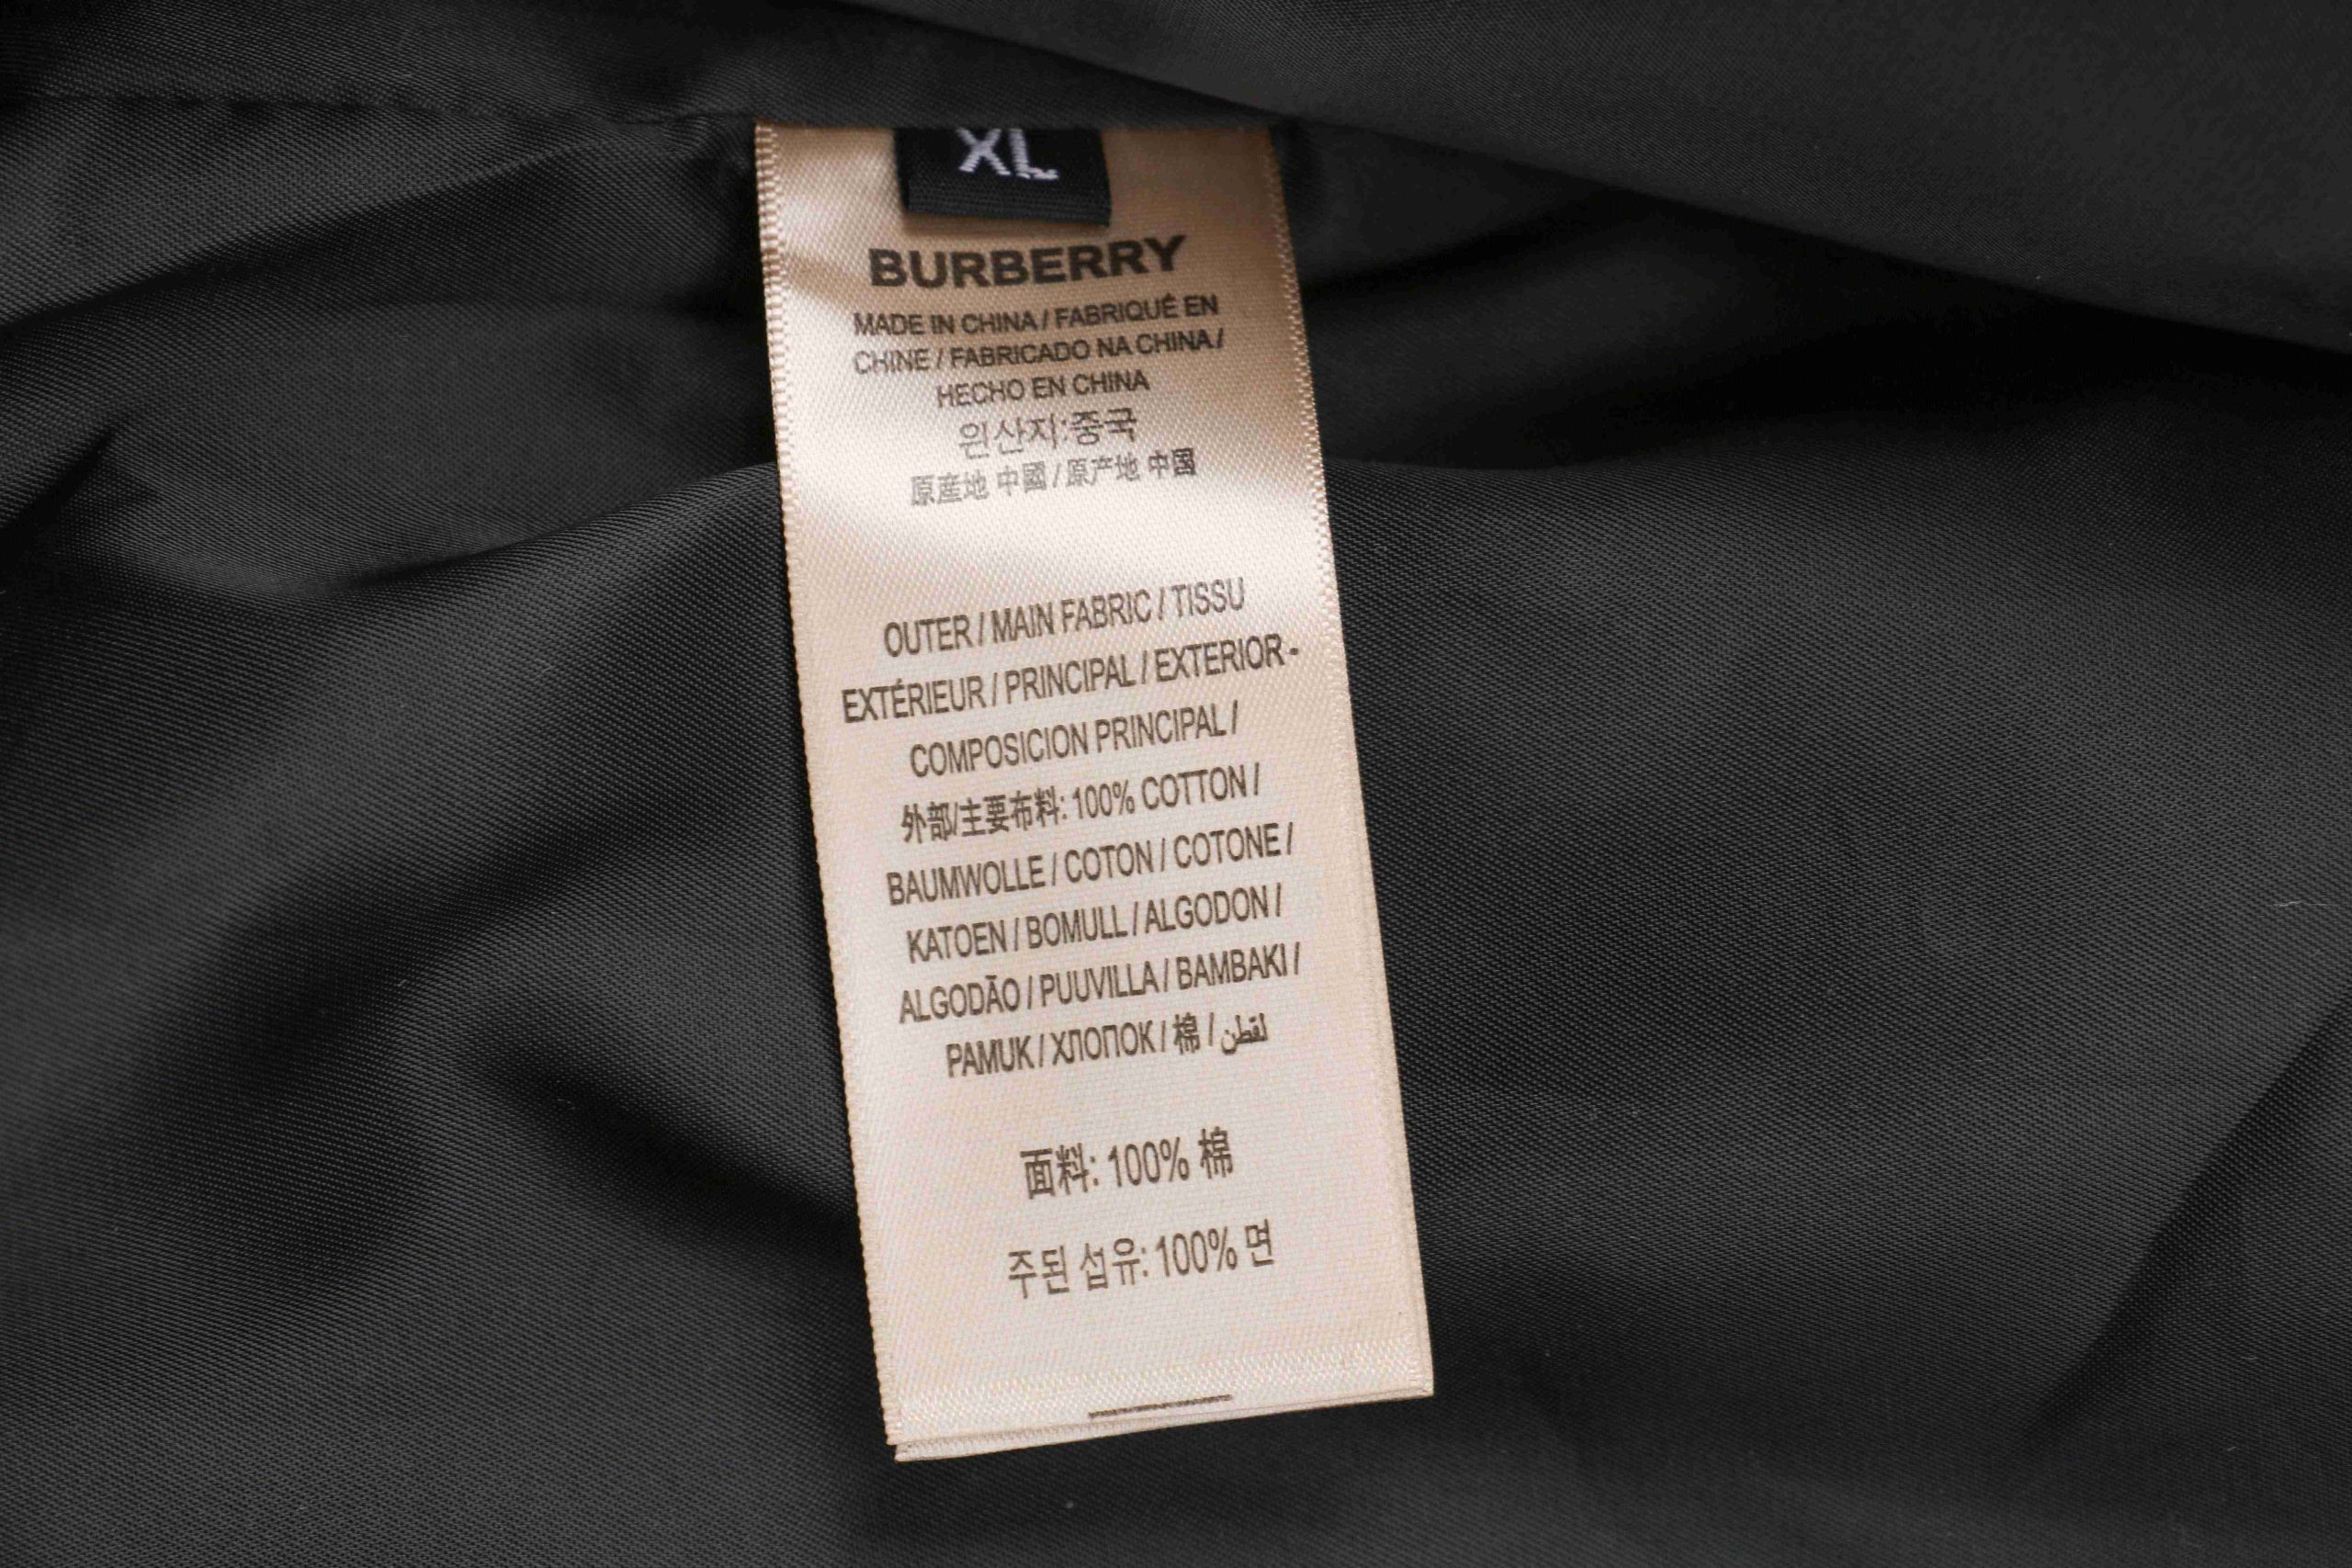 XL
BURBERRY
MADE IN CHINA / FABRIQUÉ EN
CHINE / FABRICADO NA CHINA /
HECHO EN CHINA
원산지:중국
原産地 中國 / 原产地 中国
OUTER / MAIN FABRIC / TISSU
EXTÉRIEUR / PRINCIPAL / EXTERIOR -
COMPOSICION PRINCIPAL /
外部/主要布料: 100% COTTON /
BAUMWOLLE / COTON / COTONE /
KATOEN / BOMULL / ALGODON /
ALGODÃO / PUUVILLA / BAMBAKI /
PAMUK / ХЛОПОК / 棉 / لقطن
面料: 100% 棉
주된 섭유: 100% 면